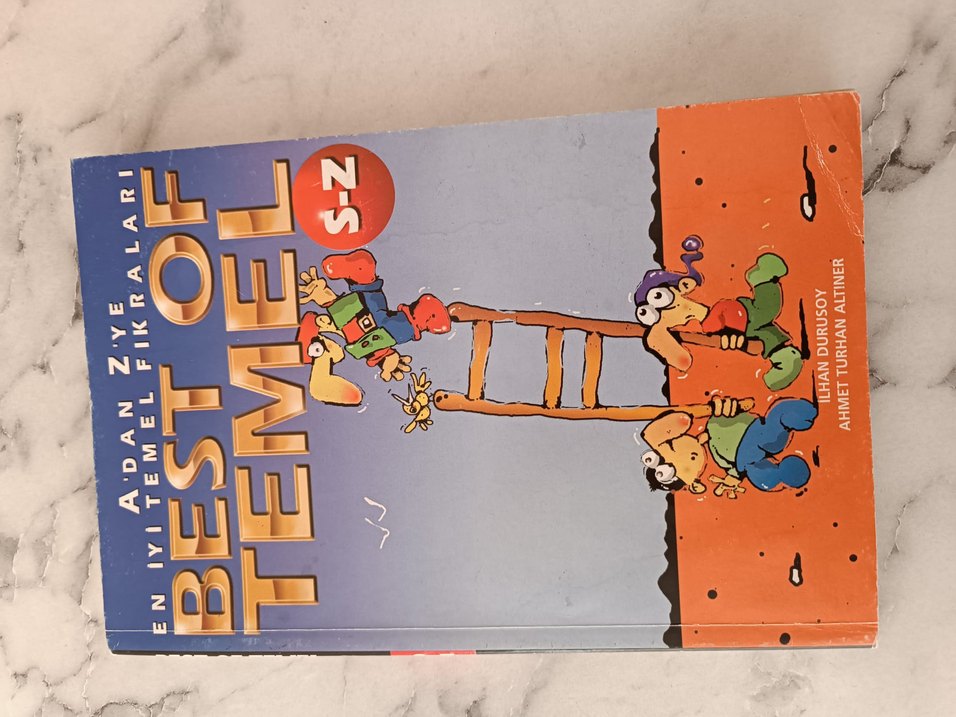 A'DAN Z'YE
EN İYİ TEMEL FIKRALARI
BEST OF
TEMEL
S-Z
İLHAN DURUSOY
AHMET TURHAN ALTINER